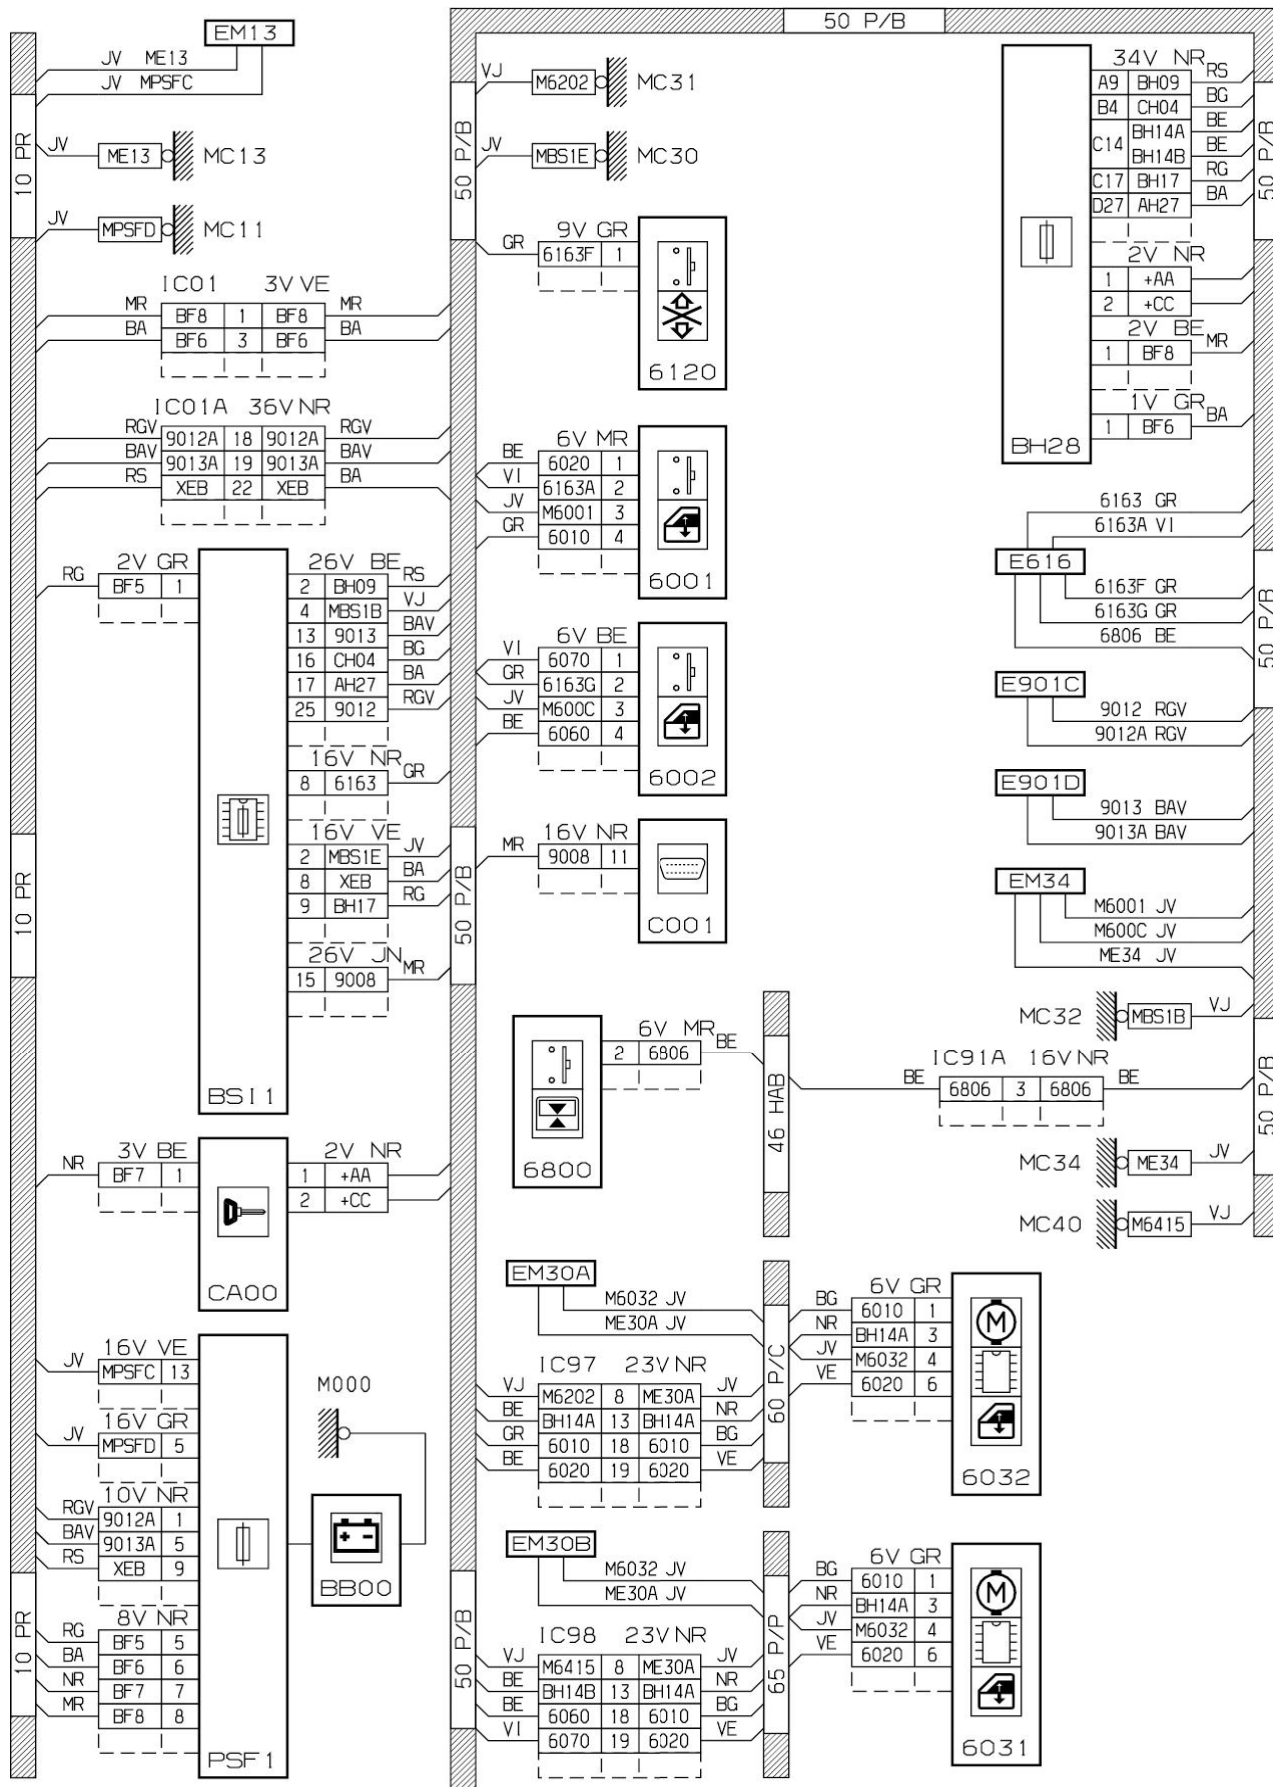 50 P/B
EM13
JV ME13
JV MPSFC
10 PR
JV ME13 MC13
JV MPSFD MC11
IC01 3V VE
MR BF8 1 BF8 MR
BA BF6 3 BF6 BA
IC01A 36V NR
RGV 9012A 18 9012A RGV
BAV 9013A 19 9013A BAV
RS XEB 22 XEB BA
2V GR
RG BF5 1
26V BE
2 BH09 RS
4 MBS1B VJ
13 9013 BAV
16 CH04 BG
17 AH27 BA
25 9012 RGV
16V NR
8 6163 GR
16V VE
2 MBS1E JV
8 XEB BA
9 BH17 RG
26V JN
15 9008 MR
BSI1
10 PR
3V BE
NR BF7 1
2V NR
1 +AA
2 +CC
CA00
16V VE
JV MPSFC 13
16V GR
JV MPSFD 5
10V NR
RGV 9012A 1
BAV 9013A 5
RS XEB 9
8V NR
RG BF5 5
BA BF6 6
NR BF7 7
MR BF8 8
PSF1
10 PR
M000
BB00
50 P/B
VJ M6202 MC31
JV MBS1E MC30
9V GR
GR 6163F 1
6120
6V MR
BE 6020 1
VI 6163A 2
JV M6001 3
GR 6010 4
6001
6V BE
VI 6070 1
GR 6163G 2
JV M600C 3
BE 6060 4
6002
16V NR
MR 9008 11
C001
50 P/B
34V NR
A9 BH09 RS
B4 CH04 BG
C14 BH14A BE
BH14B BE
C17 BH17 RG
D27 AH27 BA
2V NR
1 +AA
2 +CC
2V BE
1 BF8 MR
1V GR
1 BF6 BA
BH28
50 P/B
6163 GR
6163A VI
E616
6163F GR
6163G GR
6806 BE
50 P/B
E901C
9012 RGV
9012A RGV
E901D
9013 BAV
9013A BAV
EM34
M6001 JV
M600C JV
ME34 JV
MC32 MBS1B VJ
6V MR
2 6806 BE
6800
46 HAB
IC91A 16V NR
BE 6806 3 6806 BE
50 P/B
MC34 ME34 JV
MC40 M6415 VJ
EM30A
M6032 JV
ME30A JV
IC97 23V NR
VJ M6202 8 ME30A JV
BE BH14A 13 BH14A NR
GR 6010 18 6010 BG
BE 6020 19 6020 VE
60 P/C
6V GR
BG 6010 1
NR BH14A 3
JV M6032 4
VE 6020 6
M
6032
EM30B
M6032 JV
ME30A JV
50 P/B
IC98 23V NR
VJ M6415 8 ME30A JV
BE BH14B 13 BH14A NR
BE 6060 18 6010 BG
VI 6070 19 6020 VE
65 P/P
6V GR
BG 6010 1
NR BH14A 3
JV M6032 4
VE 6020 6
M
6031